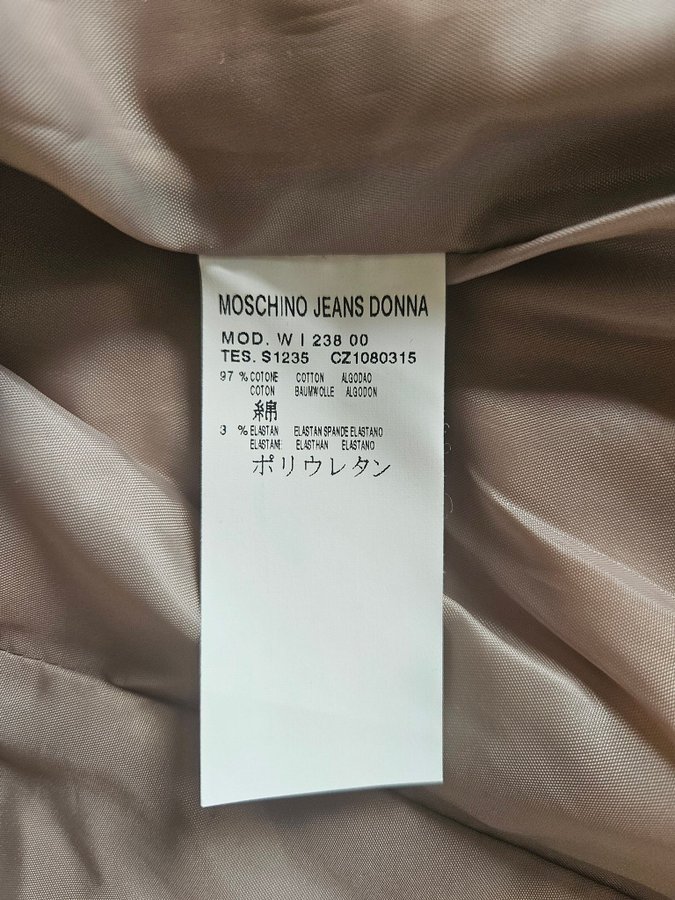 MOSCHINO JEANS DONNA
MOD. W I 238 00
TES. S1235 CZ1080315
97 % COTONE COTTON ALGODAO
COTON BAUMWOLLE ALGODON
綿
3 % ELASTAN ELASTAN SPANDE ELASTANO
ELASTANE ELASTHAN ELASTANO
ポリウレタン